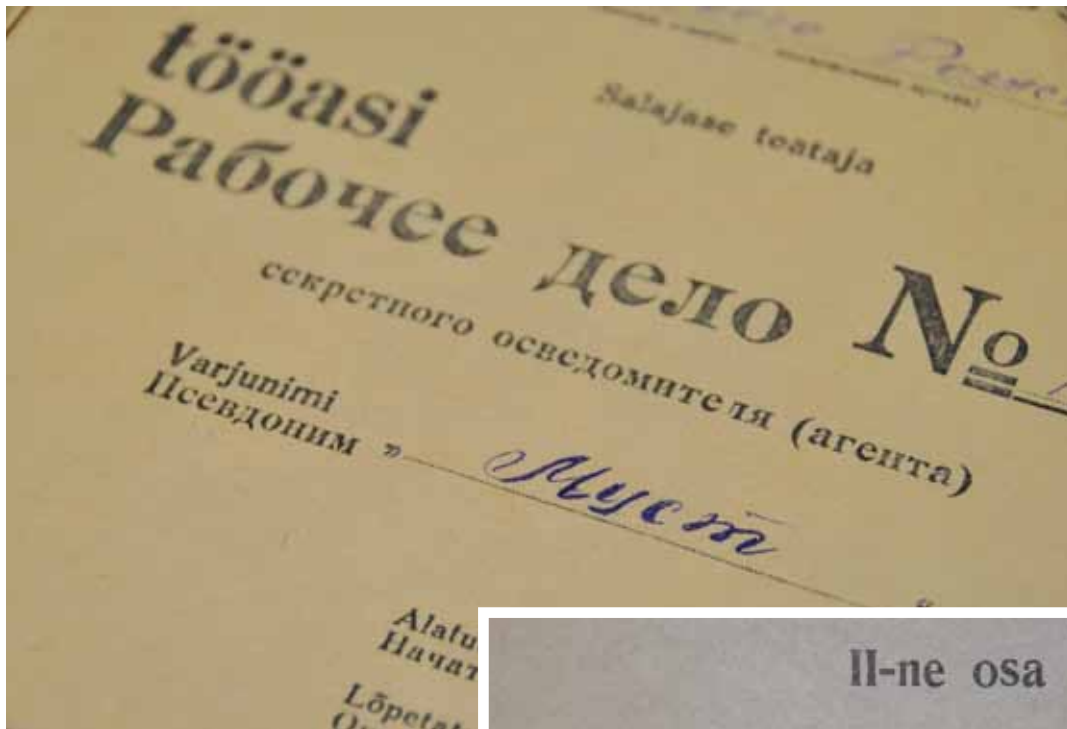 Salajase teataja
tööasi
Рабочее дело №
секретного осведомителя (агента)
Varjunimi
Псевдоним „ Муст "
II-ne osa